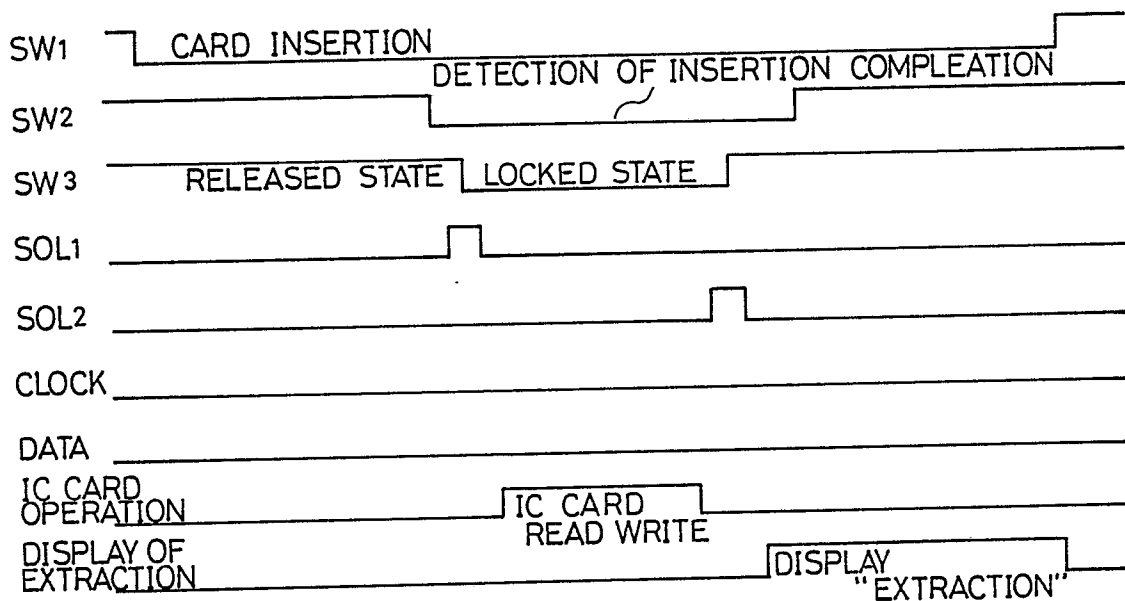 SW1 CARD INSERTION
DETECTION OF INSERTION COMPLEATION
SW2
SW3 RELEASED STATE LOCKED STATE
SOL1
SOL2
CLOCK
DATA
IC CARD
OPERATION
IC CARD
READ WRITE
DISPLAY OF
EXTRACTION
DISPLAY
"EXTRACTION"